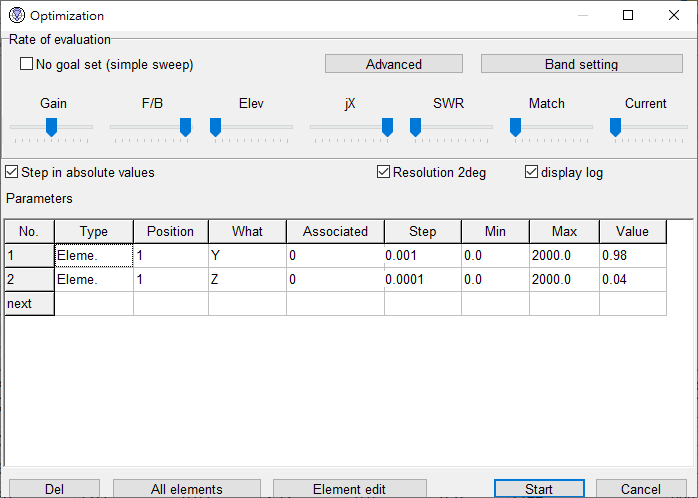 Optimization
Rate of evaluation
No goal set (simple sweep) Advanced Band setting
Gain F/B Elev jX SWR Match Current
Step in absolute values Resolution 2deg display log
Parameters
No. Type Position What Associated Step Min Max Value
1 Eleme. 1 Y 0 0.001 0.0 2000.0 0.98
2 Eleme. 1 Z 0 0.0001 0.0 2000.0 0.04
next
Del All elements Element edit Start Cancel